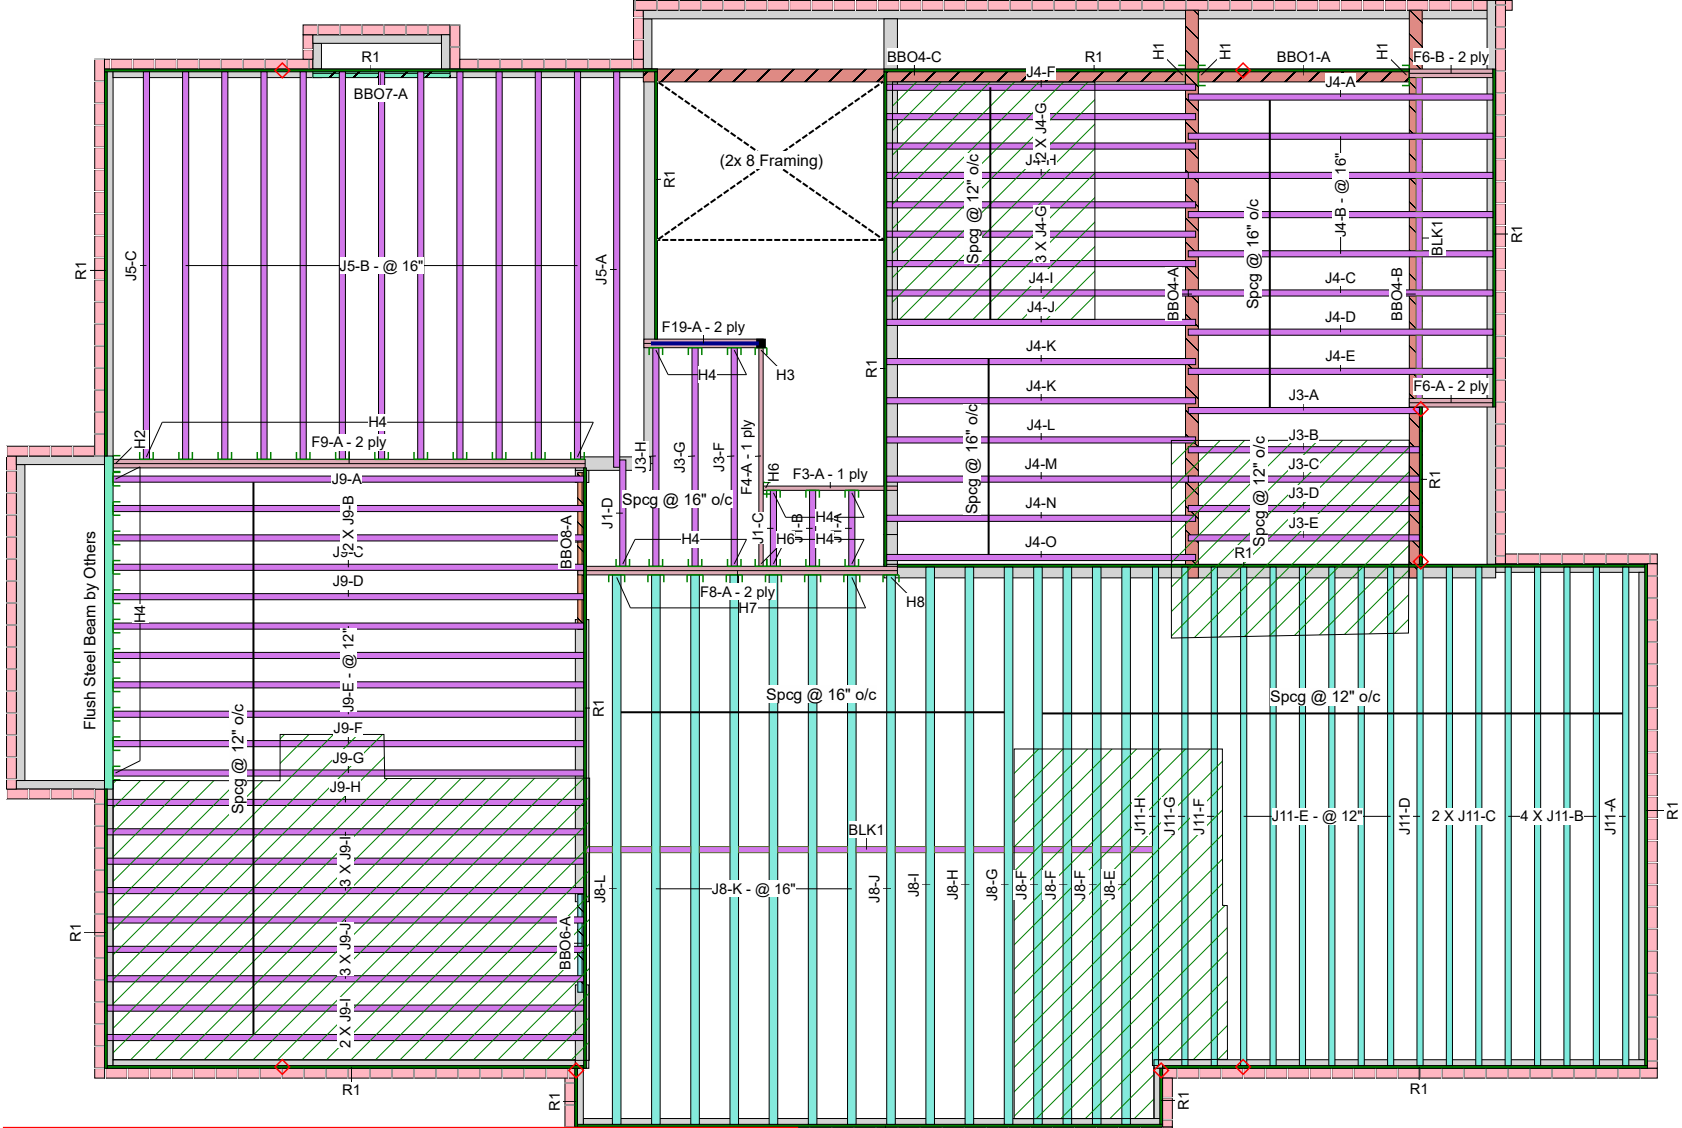 R1
BBO4-C
R1
H1
H1
BBO1-A
H1
F6-B - 2 ply
J4-F
J4-A
BBO7-A
2 X J4-G
(2x 8 Framing)
J4-H
Spcg @ 12" o/c
J4-B - @ 16"
R1
3 X J4-G
R1
BLK1
R1
J5-C
J5-B - @ 16"
J5-A
J4-I
BBO4-A
Spcg @ 16" o/c
J4-C
BBO4-B
R1
J4-J
J4-D
F19-A - 2 ply
J4-K
J4-E
H4
H3
R1
J4-K
J3-A
F6-A - 2 ply
H4
H2
F9-A - 2 ply
J4-L
J3-B
Spcg @ 16" o/c
J3-H
J3-G
J3-F
F4-A - 1 ply
H6
F3-A - 1 ply
J4-M
J3-C
Spcg @ 12" o/c
R1
J9-A
Spcg @ 16" o/c
J3-D
2 X J9-B
J1-D
J1-C
J1-B
J1-A
H4
J4-N
J3-E
BBO8-A
J9-C
H4
H6
H4
J4-O
R1
J9-D
F8-A - 2 ply
H7
H8
H4
Flush Steel Beam by Others
J9-E - @ 12"
Spcg @ 16" o/c
Spcg @ 12" o/c
R1
J9-F
Spcg @ 12" o/c
J9-G
J9-H
BLK1
J11-H
J11-G
J11-F
J11-E - @ 12"
J11-D
2 X J11-C
4 X J11-B
J11-A
R1
3 X J9-I
J8-L
J8-K - @ 16"
J8-J
J8-I
J8-H
J8-G
J8-F
J8-F
J8-F
J8-E
R1
3 X J9-J
BBO6-A
2 X J9-I
R1
R1
R1
R1